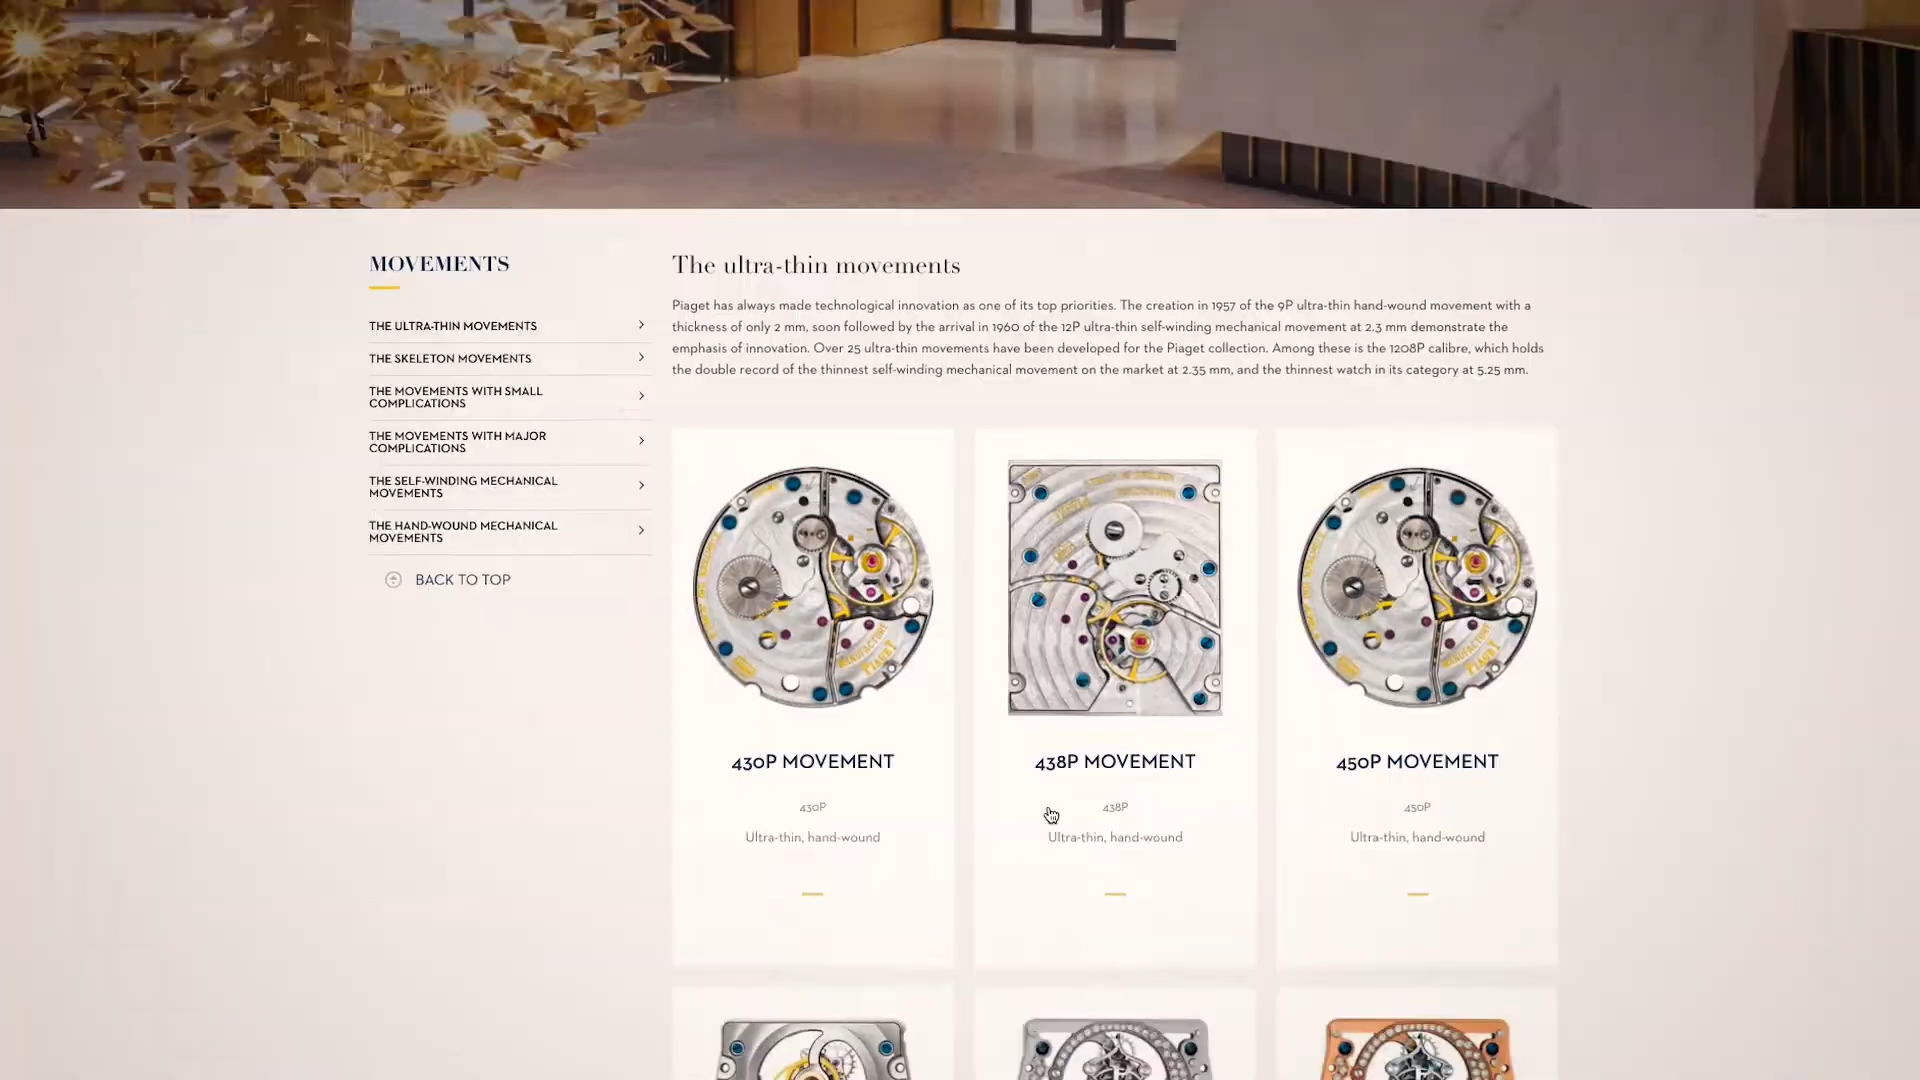 MOVEMENTS
THE ULTRA-THIN MOVEMENTS
THE SKELETON MOVEMENTS
THE MOVEMENTS WITH SMALL
COMPLICATIONS
THE MOVEMENTS WITH MAJOR
COMPLICATIONS
THE SELF-WINDING MECHANICAL
MOVEMENTS
THE HAND-WOUND MECHANICAL
MOVEMENTS
BACK TO TOP
The ultra-thin movements
Piaget has always made technological innovation as one of its top priorities. The creation in 1957 of the 9P ultra-thin hand-wound movement with a
thickness of only 2 mm, soon followed by the arrival in 1960 of the 12P ultra-thin self-winding mechanical movement at 2.3 mm demonstrate the
emphasis of innovation. Over 25 ultra-thin movements have been developed for the Piaget collection. Among these is the 1208P calibre, which holds
the double record of the thinnest self-winding mechanical movement on the market at 2.35 mm, and the thinnest watch in its category at 5.25 mm.
MANUFACTURE
PIAGET
430P MOVEMENT
430P
Ultra-thin, hand-wound
438P MOVEMENT
438P
Ultra-thin, hand-wound
MANUFACTURE
PIAGET
450P MOVEMENT
450P
Ultra-thin, hand-wound